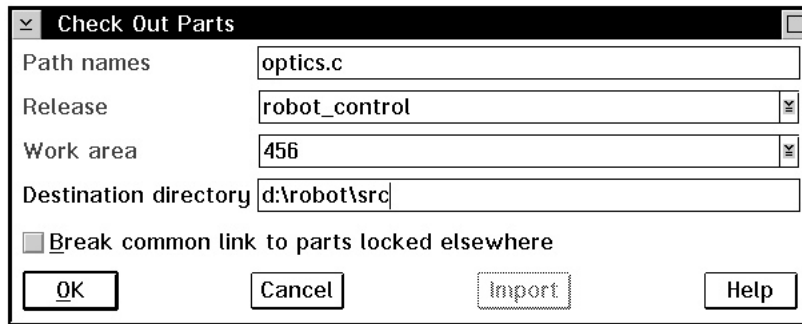 Check Out Parts
Path names optics.c
Release robot_control
Work area 456
Destination directory d:\robot\src
Break common link to parts locked elsewhere
OK Cancel Import Help